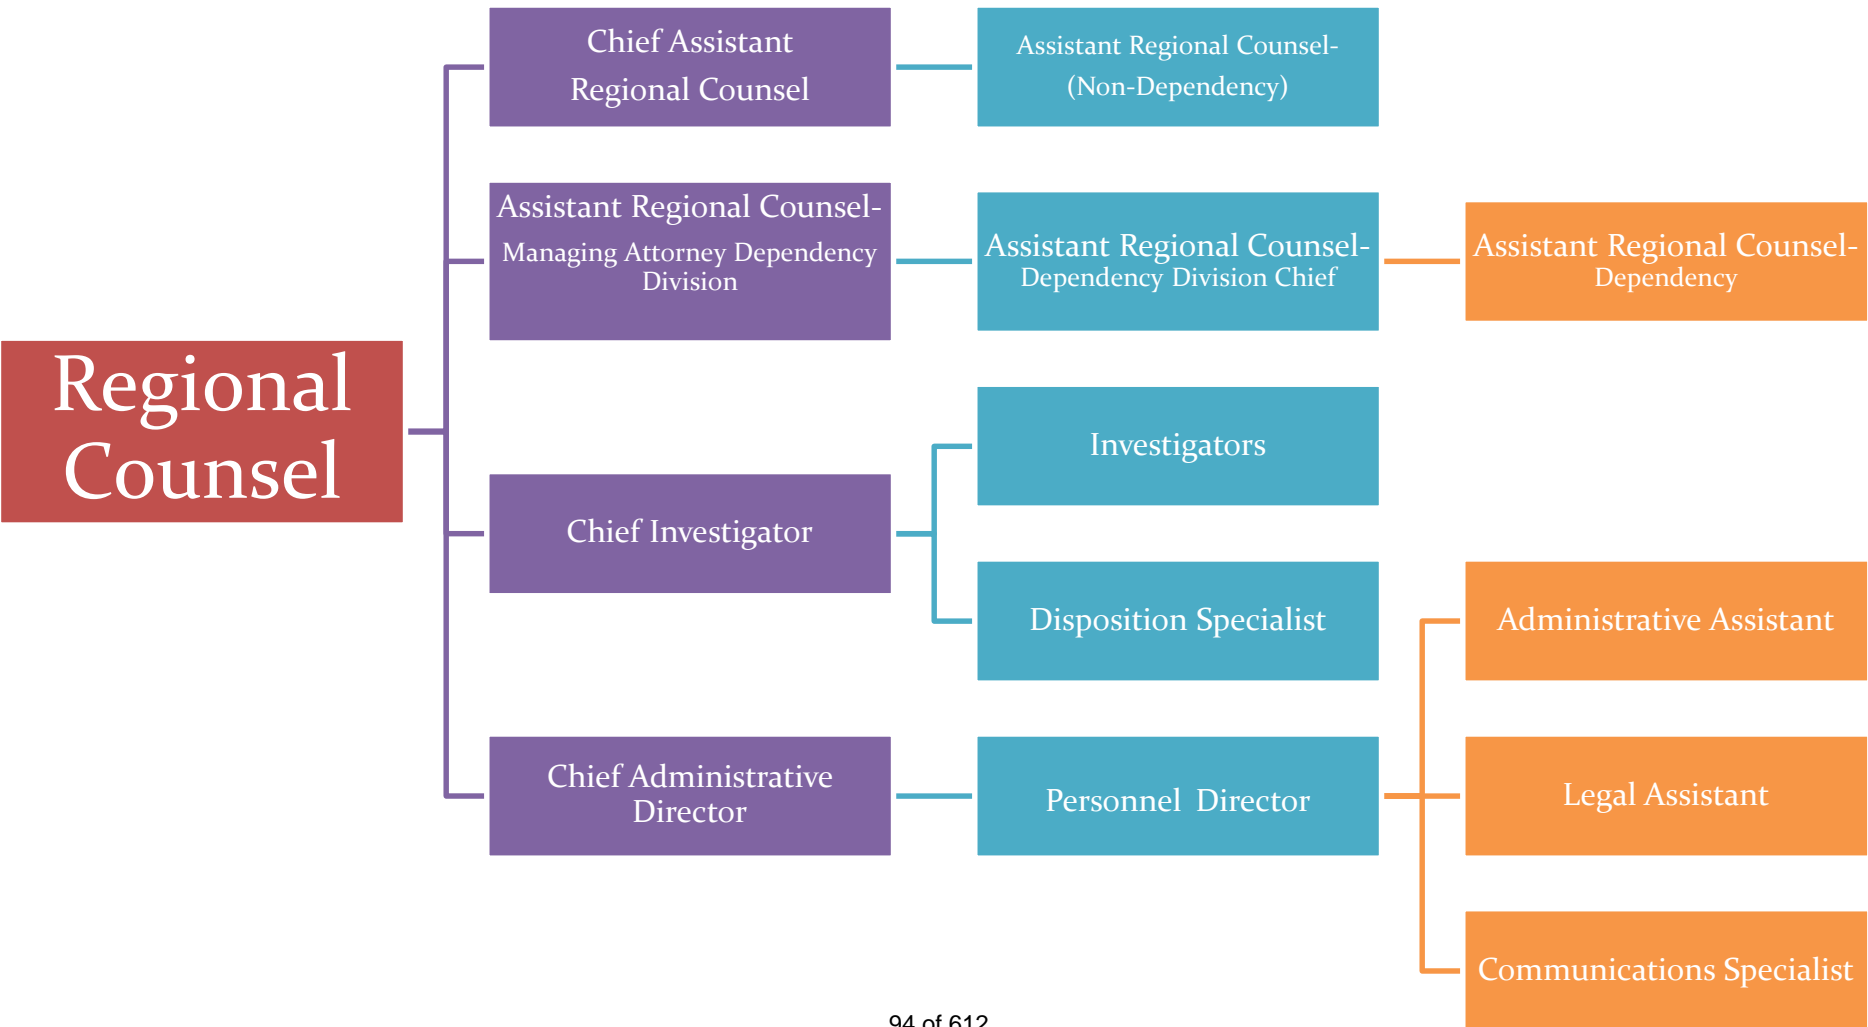 Chief Assistant
Regional Counsel
Assistant Regional Counsel-
(Non-Dependency)
Assistant Regional Counsel-
Managing Attorney Dependency
Division
Assistant Regional Counsel-
Dependency Division Chief
Assistant Regional Counsel-
Dependency
Regional
Counsel
Investigators
Chief Investigator
Disposition Specialist
Administrative Assistant
Chief Administrative
Director
Personnel Director
Legal Assistant
Communications Specialist
94 of 612